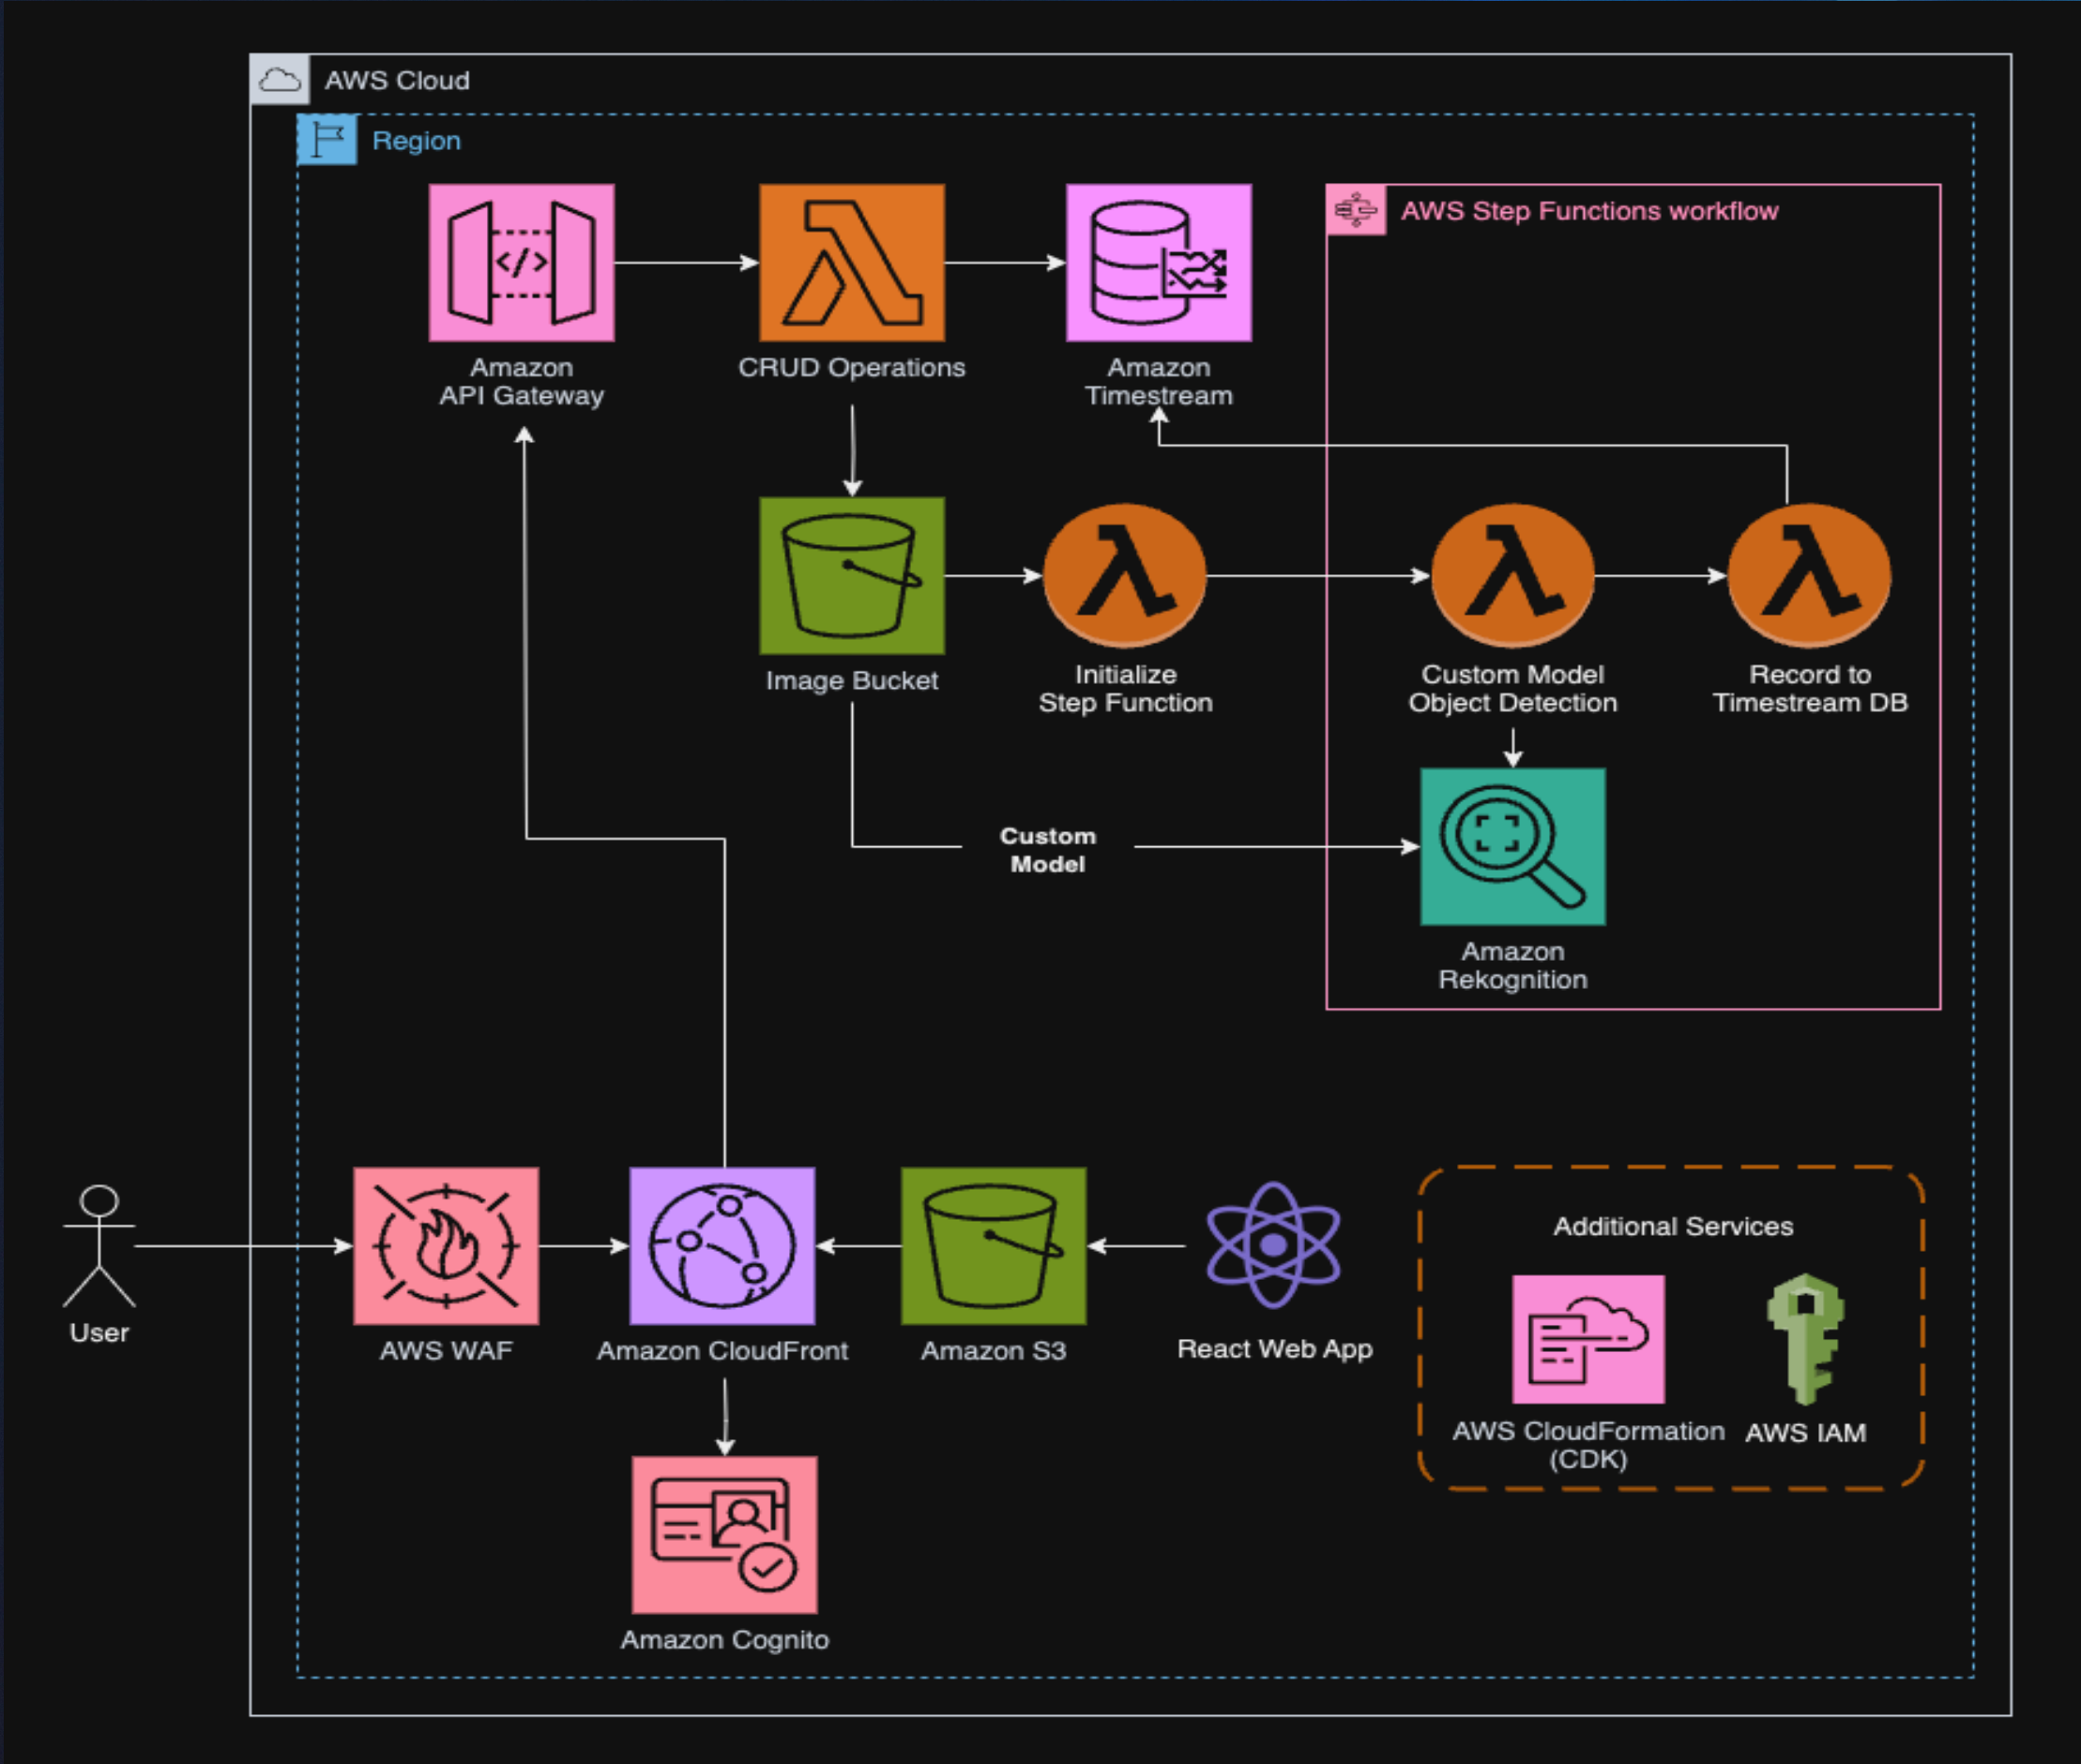 AWS Cloud
Region
AWS Step Functions workflow
</>
Amazon
API Gateway
CRUD Operations
Amazon
Timestream
Image Bucket
Initialize
Step Function
Custom Model
Object Detection
Record to
Timestream DB
Custom
Model
Amazon
Rekognition
User
AWS WAF
Amazon CloudFront
Amazon S3
React Web App
Additional Services
AWS CloudFormation
(CDK)
AWS IAM
Amazon Cognito